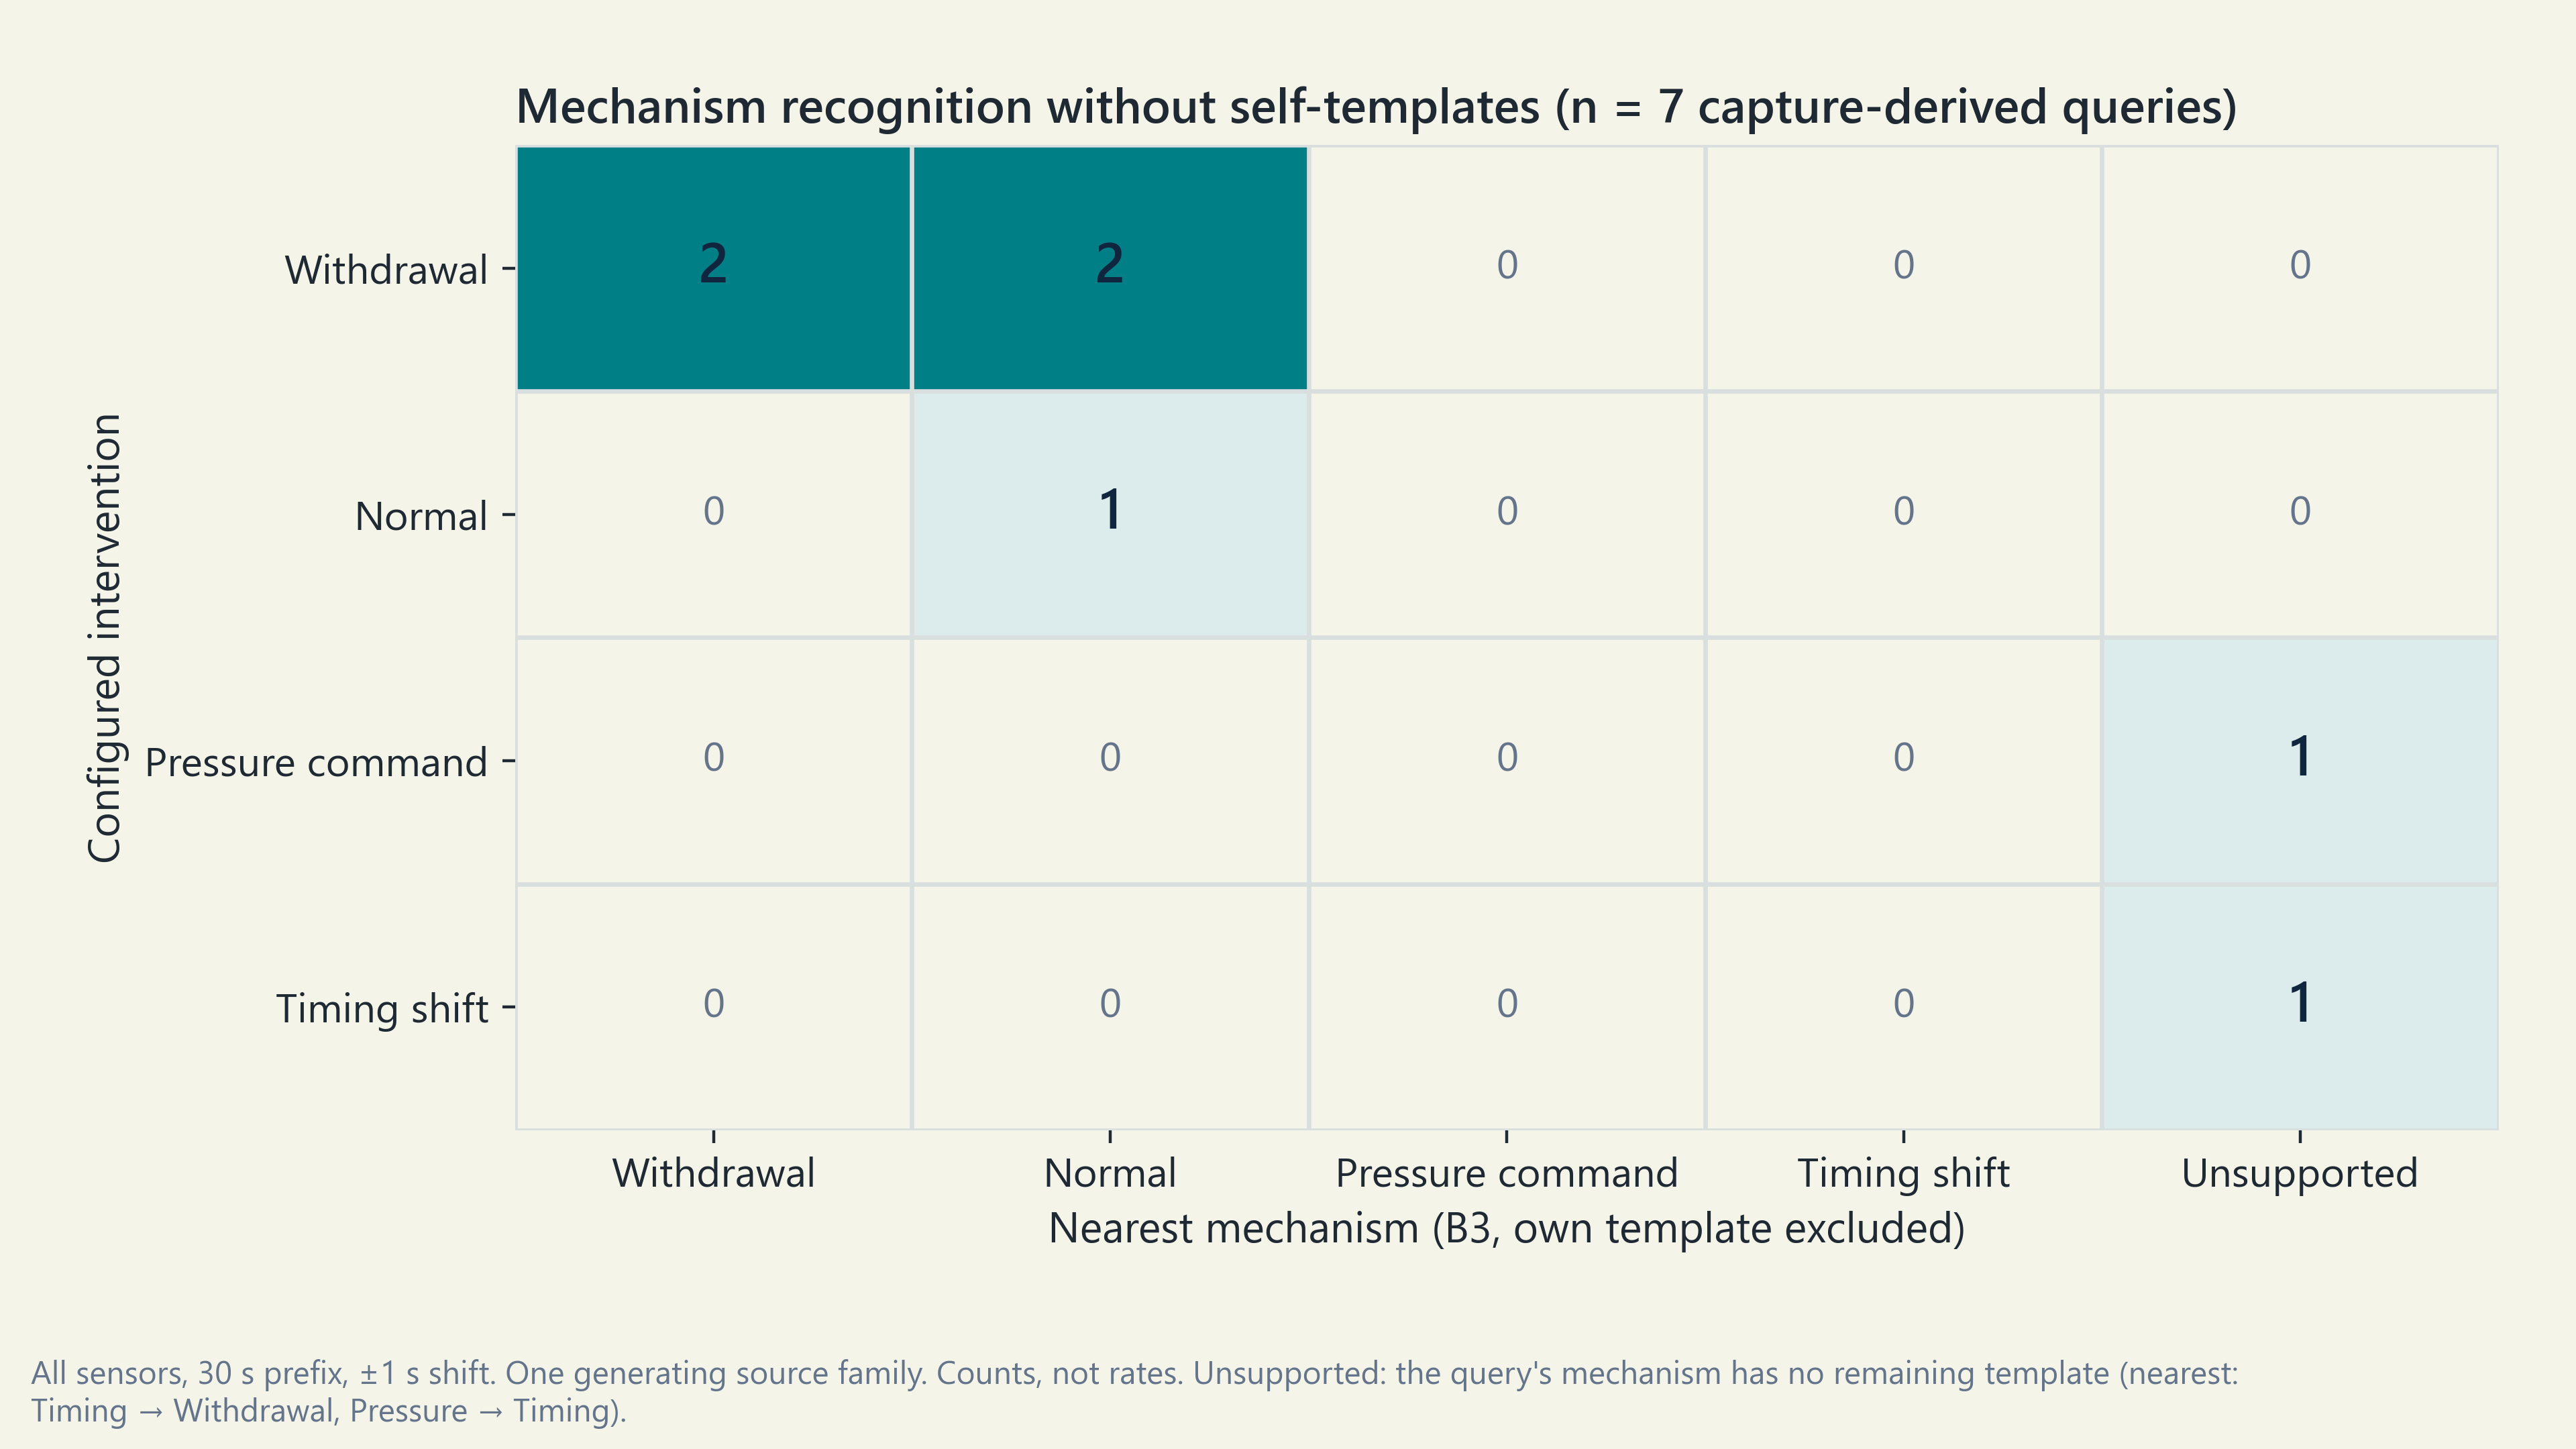 Mechanism recognition without self-templates (n = 7 capture-derived queries)
Configured intervention
Withdrawal 2 2 0 0 0
Normal 0 1 0 0 0
Pressure command 0 0 0 0 1
Timing shift 0 0 0 0 1
Withdrawal Normal Pressure command Timing shift Unsupported
Nearest mechanism (B3, own template excluded)
All sensors, 30 s prefix, ±1 s shift. One generating source family. Counts, not rates. Unsupported: the query's mechanism has no remaining template (nearest:
Timing → Withdrawal, Pressure → Timing).